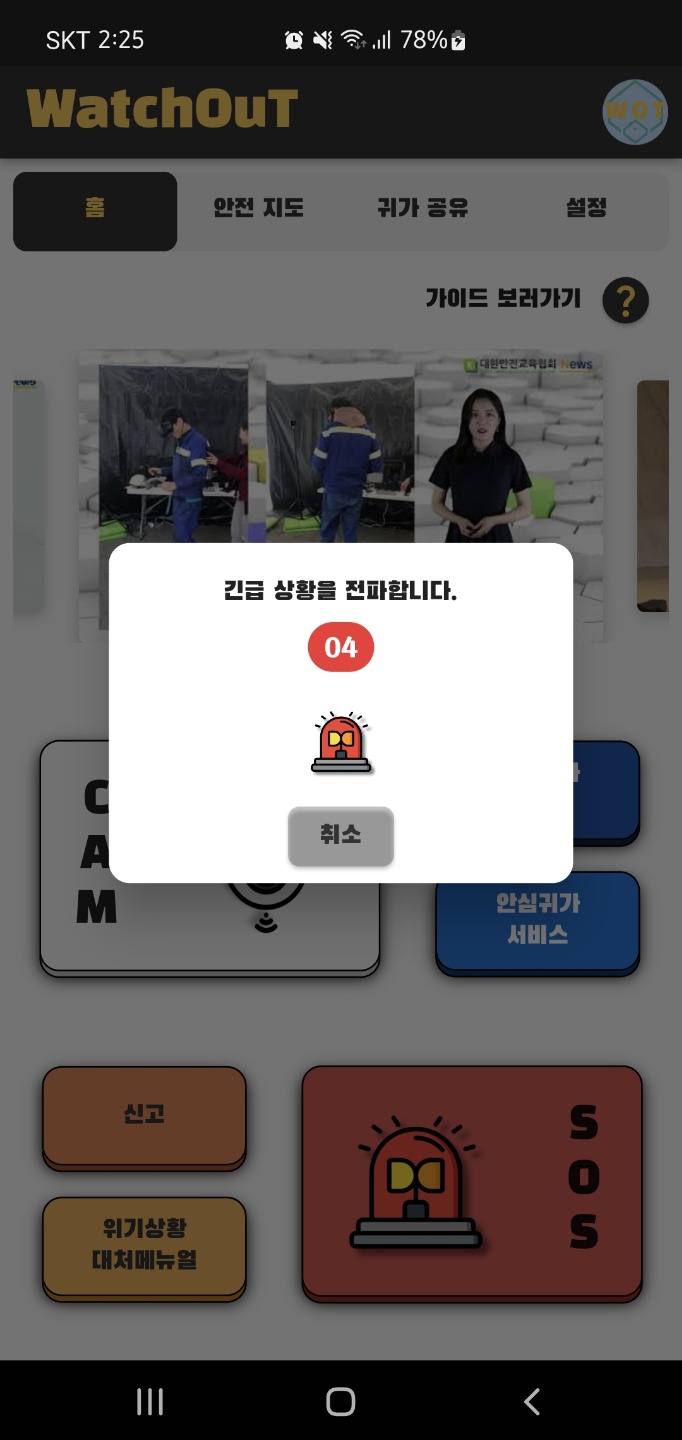 SKT 2:25
78%
WatchOuT
WOT
홈
안전 지도
귀가 공유
설정
가이드 보러가기
?
대한안전교육협회 News
긴급 상황을 전파합니다.
04
취소
C
A
M
안심귀가
서비스
신고
위기상황
대처메뉴얼
S
O
S